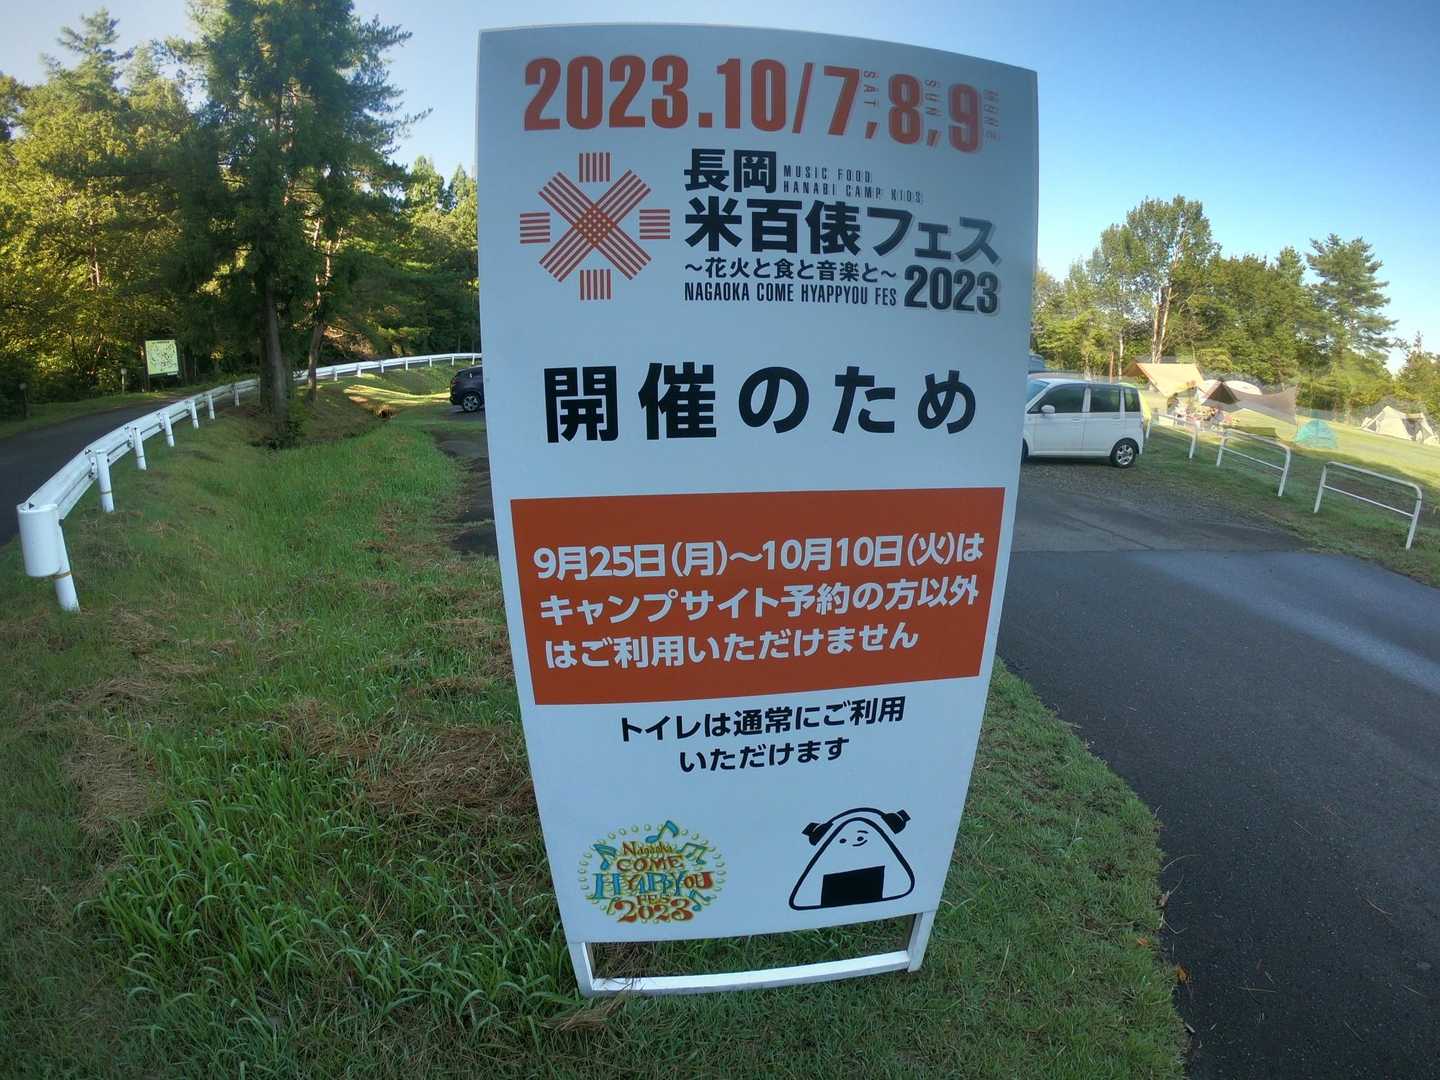 2023.10/7,8,9
SAT
SUN
長岡
MUSIC FOOD
HANABI CAMP KIDS
米百俵フェス
～花火と食と音楽と～
NAGAOKA COME HYAPPYOU FES 2023
開催のため
9月25日(月)～10月10日(火)は
キャンプサイト予約の方以外
はご利用いただけません
トイレは通常にご利用
いただけます
Nagaoka
COME
HYAPPYOU
FES
2023